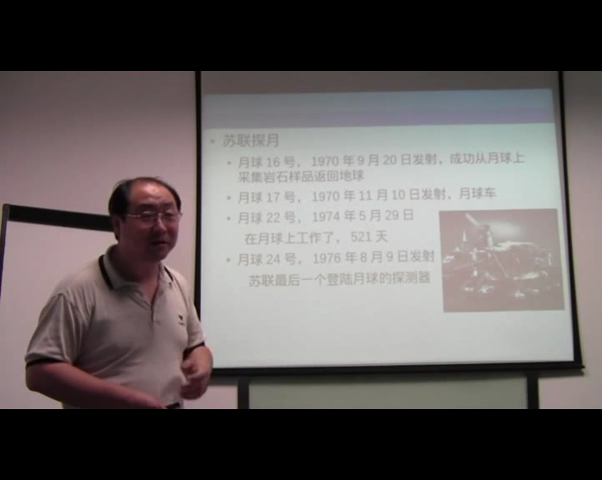 苏联探月
月球 16 号， 1970 年 9 月 20 日发射，成功从月球上
采集岩石样品返回地球
月球 17 号， 1970 年 11 月 10 日发射，月球车
月球 22 号， 1974 年 5 月 29 日
在月球上工作了， 521 天
月球 24 号， 1976 年 8 月 9 日发射
苏联最后一个登陆月球的探测器